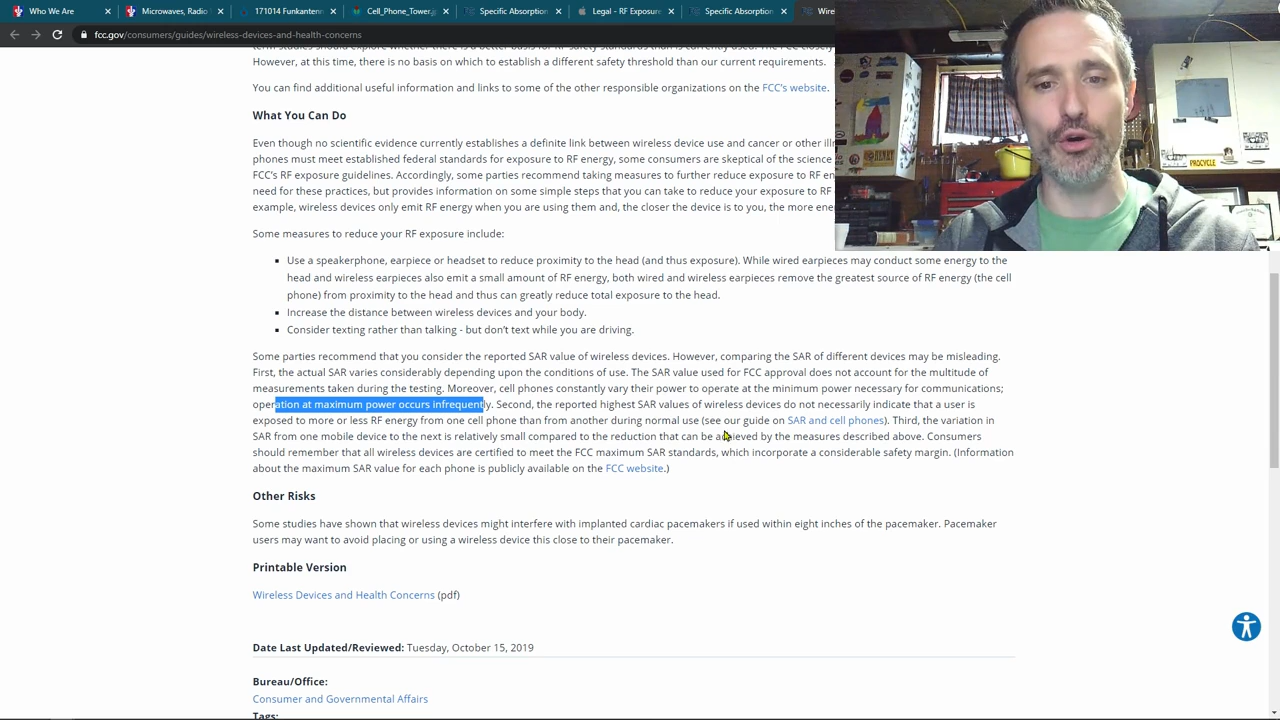 Who We Are
Microwaves, Radio
171014 Funkantenn
Cell_Phone_Tower.
Specific Absorption
Legal - RF Exposure
Specific Absorption
Wire
fcc.gov/consumers/guides/wireless-devices-and-health-concerns
However, at this time, there is no basis on which to establish a different safety threshold than our current requirements.
You can find additional useful information and links to some of the other responsible organizations on the FCC's website.
What You Can Do
Even though no scientific evidence currently establishes a definite link between wireless device use and cancer or other ill
phones must meet established federal standards for exposure to RF energy, some consumers are skeptical of the science
FCC's RF exposure guidelines. Accordingly, some parties recommend taking measures to further reduce exposure to RF en
need for these practices, but provides information on some simple steps that you can take to reduce your exposure to RF
example, wireless devices only emit RF energy when you are using them and, the closer the device is to you, the more ene
Some measures to reduce your RF exposure include:
Use a speakerphone, earpiece or headset to reduce proximity to the head (and thus exposure). While wired earpieces may conduct some energy to the
head and wireless earpieces also emit a small amount of RF energy, both wired and wireless earpieces remove the greatest source of RF energy (the cell
phone) from proximity to the head and thus can greatly reduce total exposure to the head.
Increase the distance between wireless devices and your body.
Consider texting rather than talking - but don't text while you are driving.
Some parties recommend that you consider the reported SAR value of wireless devices. However, comparing the SAR of different devices may be misleading.
First, the actual SAR varies considerably depending upon the conditions of use. The SAR value used for FCC approval does not account for the multitude of
measurements taken during the testing. Moreover, cell phones constantly vary their power to operate at the minimum power necessary for communications;
operation at maximum power occurs infrequently. Second, the reported highest SAR values of wireless devices do not necessarily indicate that a user is
exposed to more or less RF energy from one cell phone than from another during normal use (see our guide on SAR and cell phones). Third, the variation in
SAR from one mobile device to the next is relatively small compared to the reduction that can be achieved by the measures described above. Consumers
should remember that all wireless devices are certified to meet the FCC maximum SAR standards, which incorporate a considerable safety margin. (Information
about the maximum SAR value for each phone is publicly available on the FCC website.)
Other Risks
Some studies have shown that wireless devices might interfere with implanted cardiac pacemakers if used within eight inches of the pacemaker. Pacemaker
users may want to avoid placing or using a wireless device this close to their pacemaker.
Printable Version
Wireless Devices and Health Concerns (pdf)
Date Last Updated/Reviewed: Tuesday, October 15, 2019
Bureau/Office:
Consumer and Governmental Affairs
Tags:
PROCYCLE